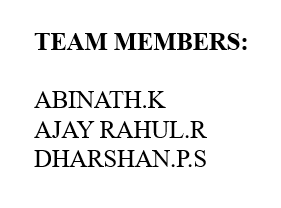 TEAM MEMBERS:
ABINATH.K
AJAY RAHUL.R
DHARSHAN.P.S